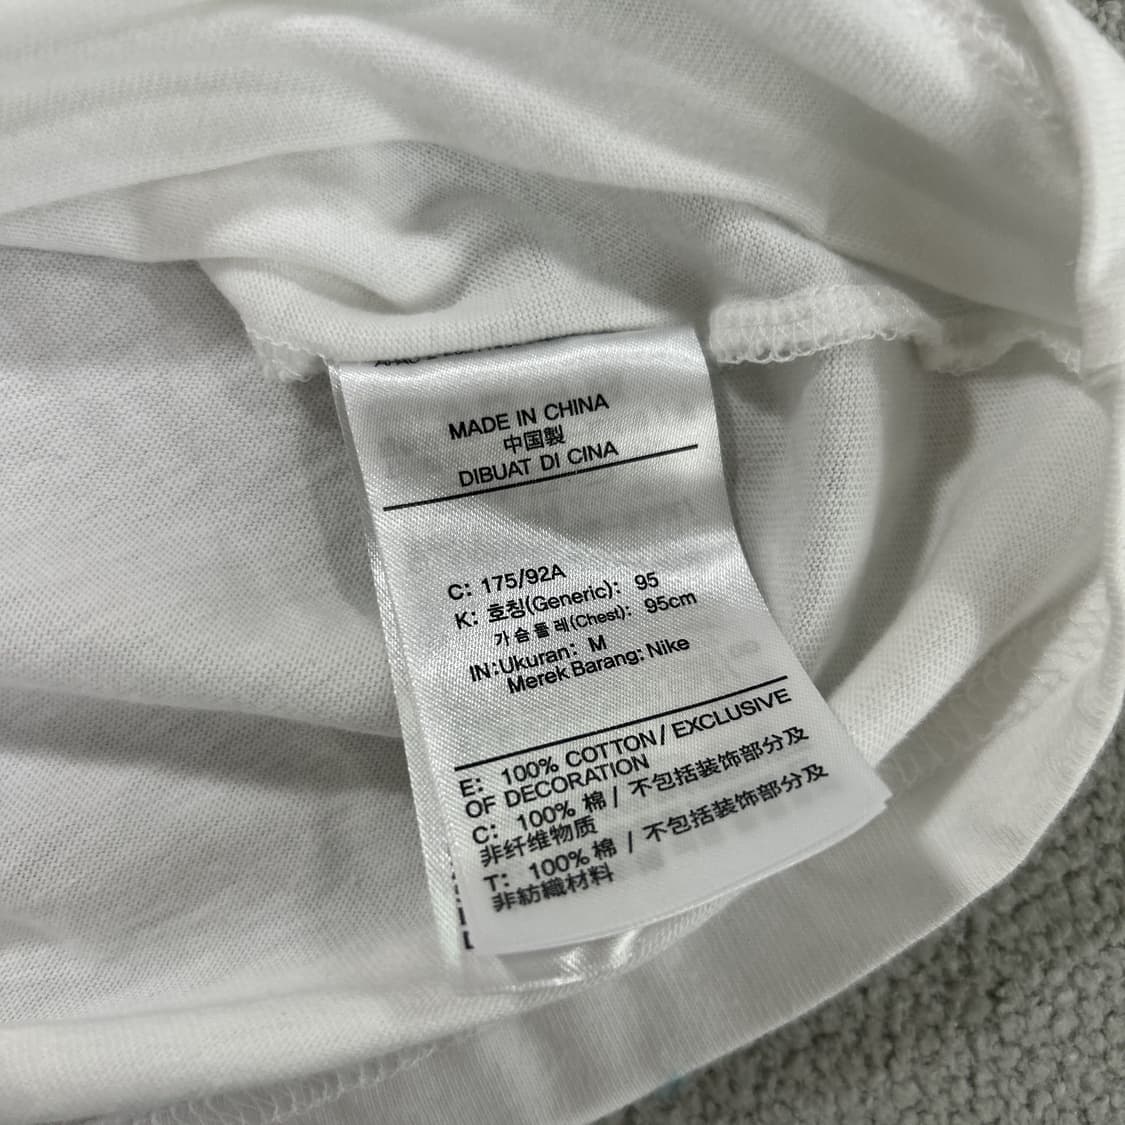 MADE IN CHINA
中国製
DIBUAT DI CINA
C: 175/92A
K: 호칭(Generic): 95
가슴둘레(Chest): 95cm
IN:Ukuran: M
Merek Barang: Nike
E: 100% COTTON/EXCLUSIVE
OF DECORATION
C: 100% 棉/ 不包括装饰部分及
非纤维物质
T: 100% 棉 / 不包括装饰部分及
非紡織材料